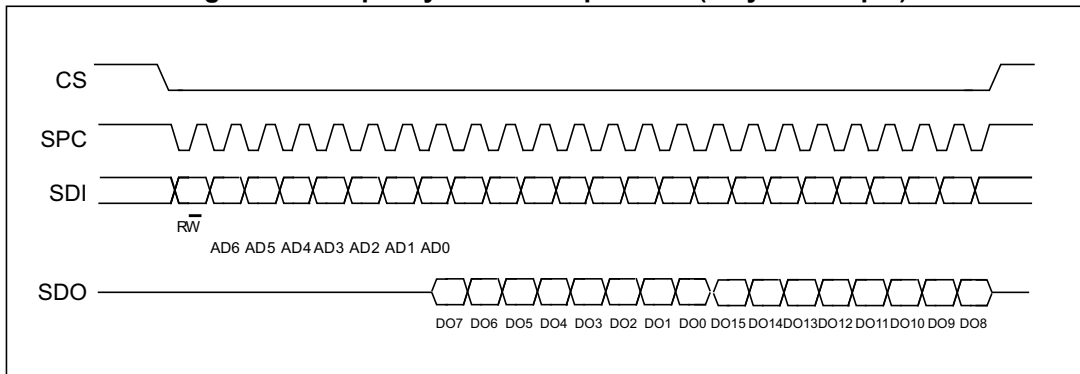 CS
SPC
SDI
RW
AD6 AD5 AD4 AD3 AD2 AD1 AD0
SDO
DO7 DO6 DO5 DO4 DO3 DO2 DO1 DO0 DO15 DO14 DO13 DO12 DO11 DO10 DO9 DO8